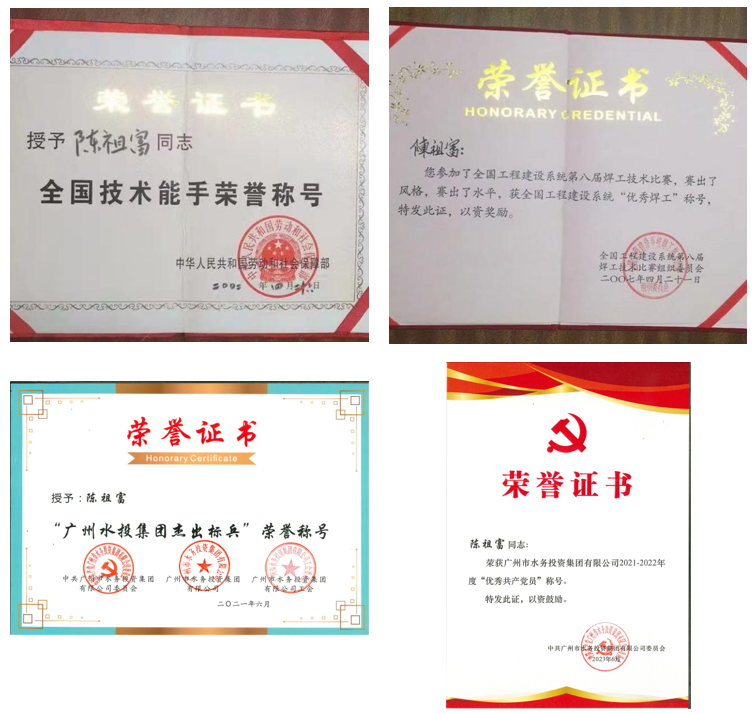 荣誉证书
授予 陈祖富 同志
全国技术能手荣誉称号
中华人民共和国劳动和社会保障部
年四月 日
荣誉证书
HONORARY CREDENTIAL
陈祖富:
您参加了全国工程建设系统第八届焊工技术比赛，赛出了
风格，赛出了水平，获全国工程建设系统“优秀焊工”称号，
特发此证，以资奖励。
全国工程建设系统第八届
焊工技术比赛组织委员会
二〇〇七年四月二十一日
荣誉证书
Honorary Certificate
授予：陈祖富
“广州水投集团杰出标兵”荣誉称号
中共广州市水务投资集团 广州市水务投资集团 广州市水务投资集团
有限公司委员会 有限公司 有限公司工会
二〇二一年六月
荣誉证书
陈祖富 同志:
荣获广州市水务投资集团有限公司2021-2022年
度“优秀共产党员”称号。
特发此证，以资鼓励。
中共广州市水务投资集团有限公司委员会
2023年6月